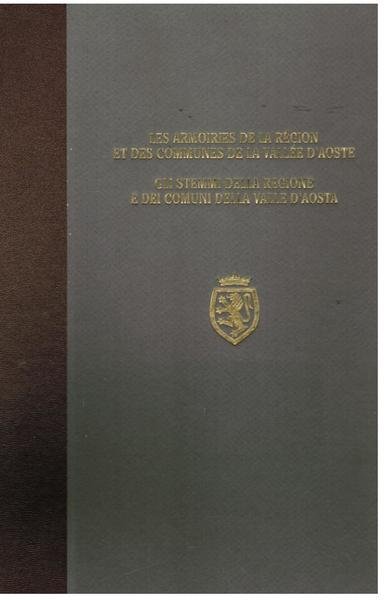 LES ARMOIRIES DE LA RÉGION
ET DES COMMUNES DE LA VALLÉE D'AOSTE
GLI STEMMI DELLA REGIONE
E DEI COMUNI DELLA VALLE D'AOSTA